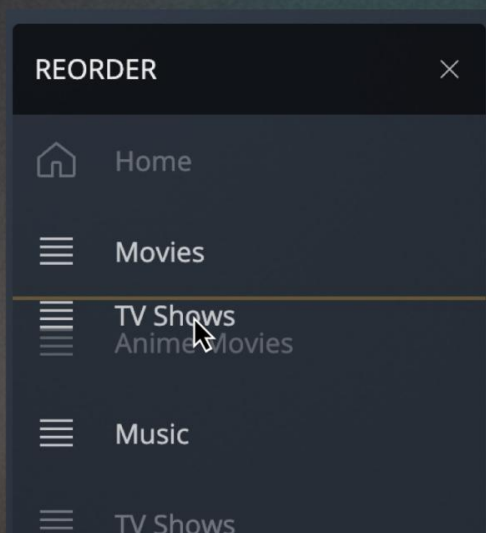 REORDER
Home
Movies
TV Shows
Anime Movies
Music
TV Shows